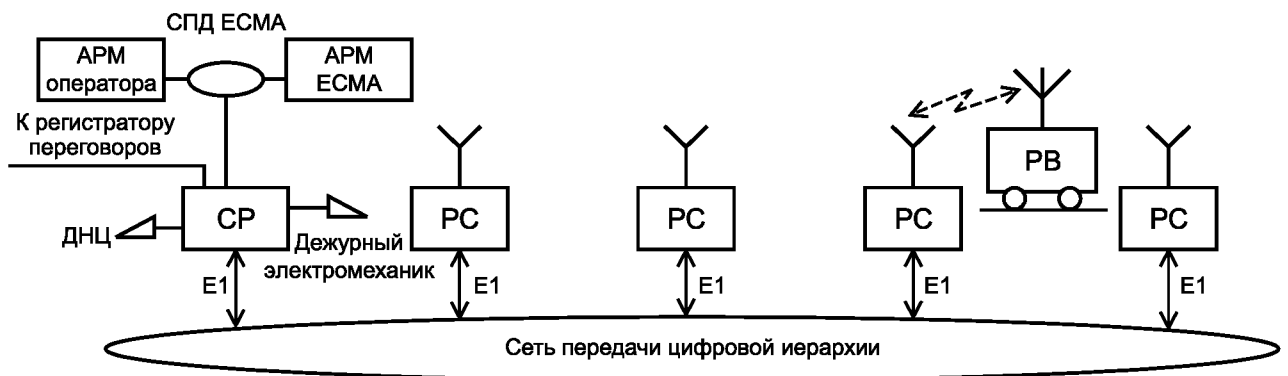 СПД ЕСМА
АРМ
оператора
АРМ
ЕСМА
К регистратору
переговоров
СР
ДНЦ
Дежурный
электромеханик
РС
РС
РС
РВ
РС
Е1
Е1
Е1
Е1
Е1
Сеть передачи цифровой иерархии